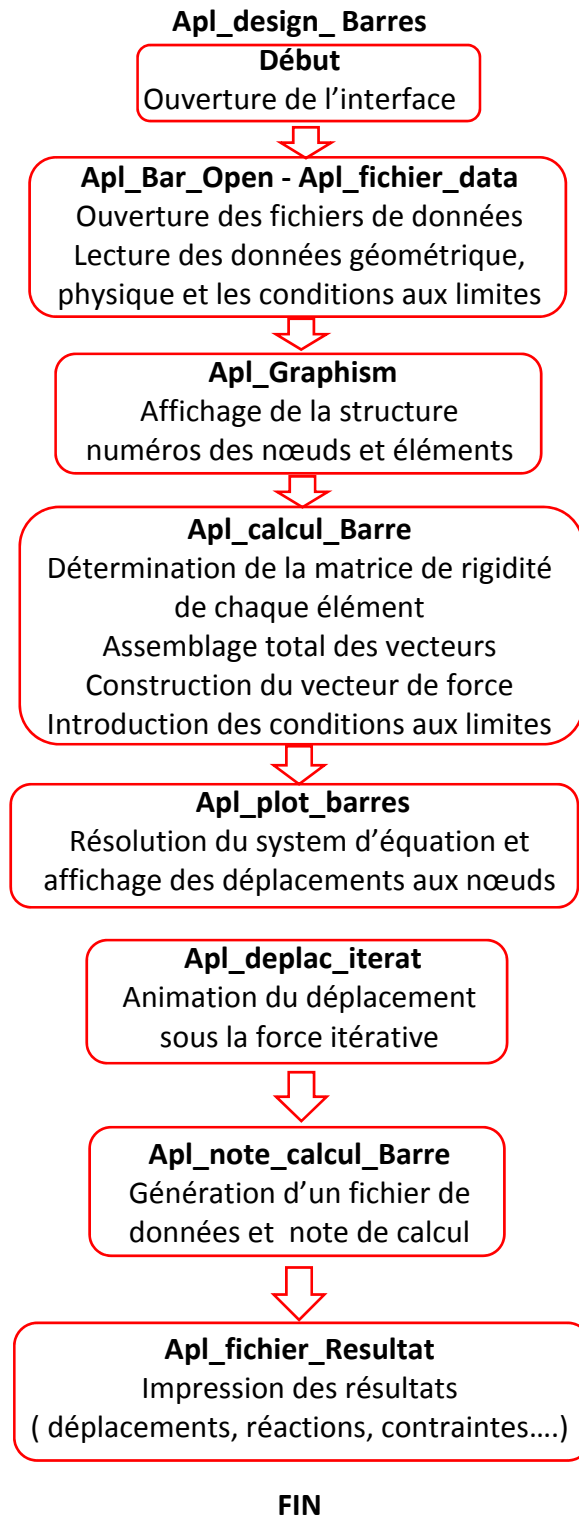 Apl_design_ Barres
Début
Ouverture de l’interface
Apl_Bar_Open - Apl_fichier_data
Ouverture des fichiers de données
Lecture des données géométrique,
physique et les conditions aux limites
Apl_Graphism
Affichage de la structure
numéros des nœuds et éléments
Apl_calcul_Barre
Détermination de la matrice de rigidité
de chaque élément
Assemblage total des vecteurs
Construction du vecteur de force
Introduction des conditions aux limites
Apl_plot_barres
Résolution du system d’équation et
affichage des déplacements aux nœuds
Apl_deplac_iterat
Animation du déplacement
sous la force itérative
Apl_note_calcul_Barre
Génération d’un fichier de
données et note de calcul
Apl_fichier_Resultat
Impression des résultats
( déplacements, réactions, contraintes….)
FIN